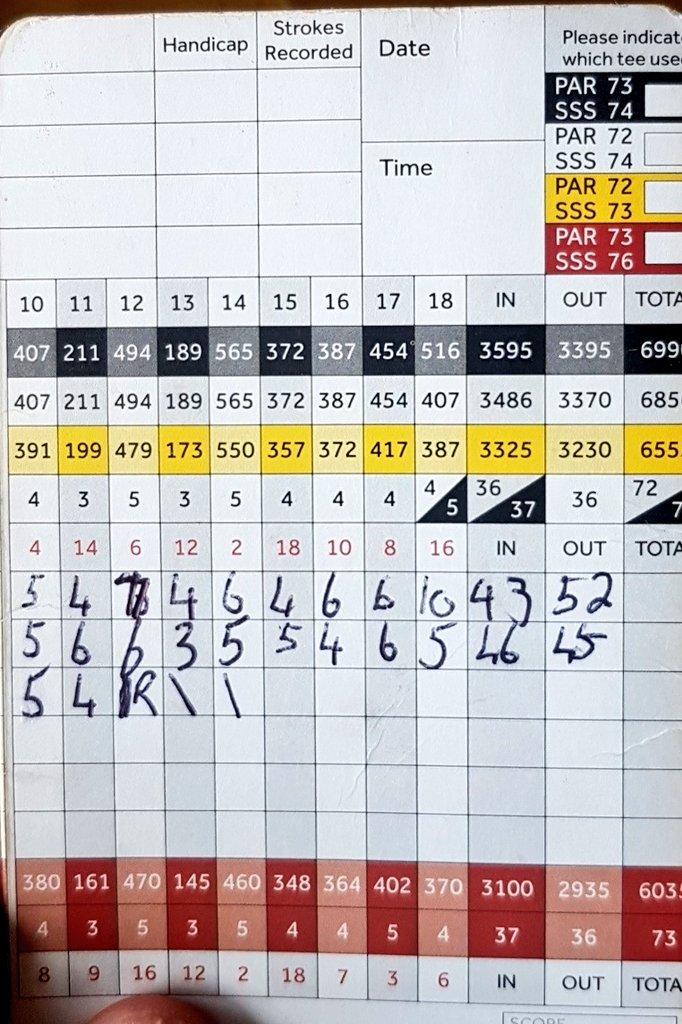 Handicap Strokes Recorded Date Please indicat
which tee use
PAR 73
SSS 74
PAR 72
SSS 74
Time
PAR 72
SSS 73
PAR 73
SSS 76
10 11 12 13 14 15 16 17 18 IN OUT TOTA
407 211 494 189 565 372 387 454 516 3595 3395 699
407 211 494 189 565 372 387 454 407 3486 3370 685
391 199 479 173 550 357 372 417 387 3325 3230 655
4 3 5 3 5 4 4 4 4 5 36 37 36 72 7
4 14 6 12 2 18 10 8 16 IN OUT TOTA
5 4 4 6 4 6 6 10 43 52
5 6 6 3 5 5 4 6 5 46 45
5 4 R \ \
380 161 470 145 460 348 364 402 370 3100 2935 603
4 3 5 3 5 4 4 5 4 37 36 73
8 9 16 12 2 18 7 3 6 IN OUT TOTA
SCORE